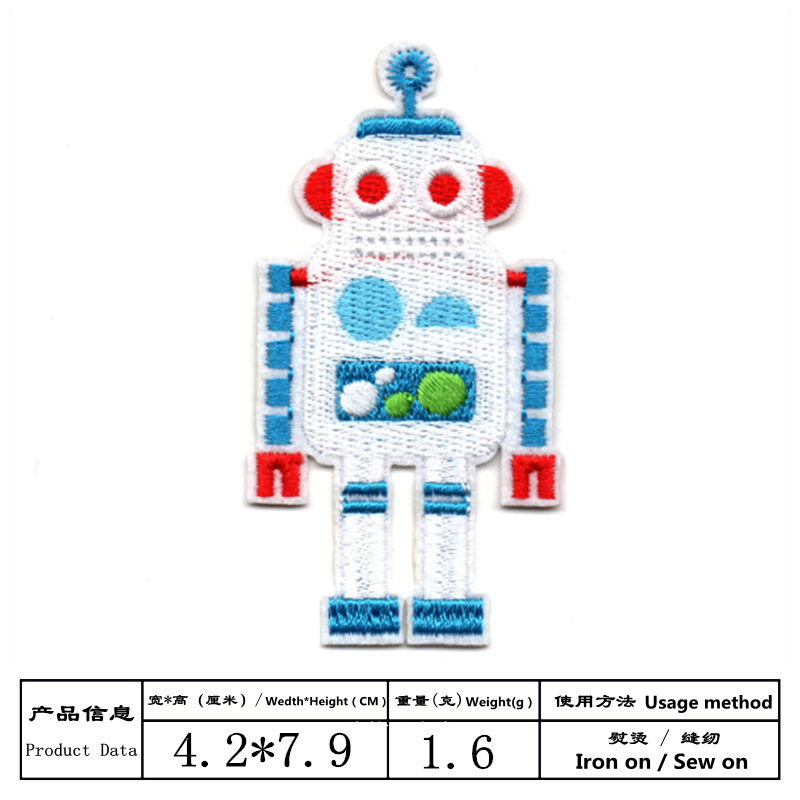 产品信息
Product Data
宽*高（厘米）/ Wedth*Height ( CM )
4.2*7.9
重量(克) Weight(g)
1.6
使用方法 Usage method
熨烫 / 缝纫
Iron on / Sew on